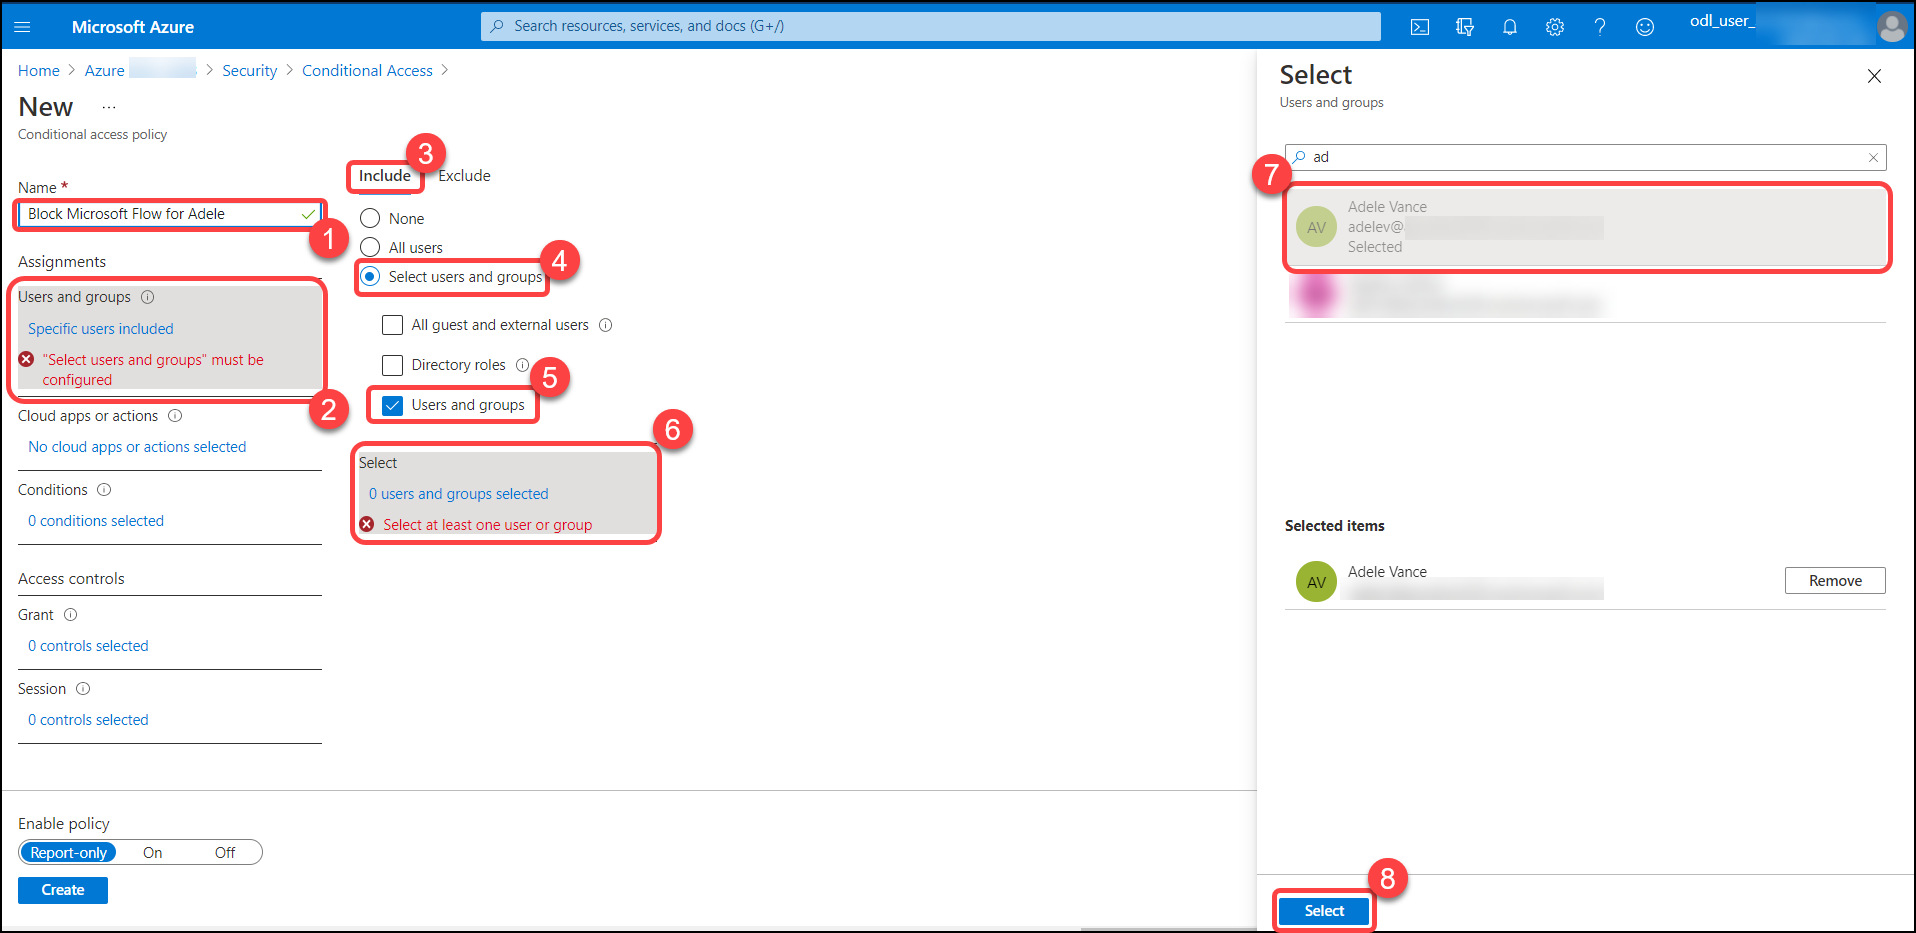 Microsoft Azure
Search resources, services, and docs (G+/)
odl_user_
Home > Azure > Security > Conditional Access >
New ...
Conditional access policy
Name *
Block Microsoft Flow for Adele
1
Assignments
Users and groups
Specific users included
"Select users and groups" must be
configured
2
Cloud apps or actions
No cloud apps or actions selected
Conditions
0 conditions selected
Access controls
Grant
0 controls selected
Session
0 controls selected
Enable policy
Report-only On Off
Create
3
Include Exclude
None
All users
4
Select users and groups
All guest and external users
Directory roles
5
Users and groups
6
Select
0 users and groups selected
Select at least one user or group
Select
Users and groups
ad
7
AV
Adele Vance
adelev@
Selected
Selected items
AV
Adele Vance
Remove
8
Select